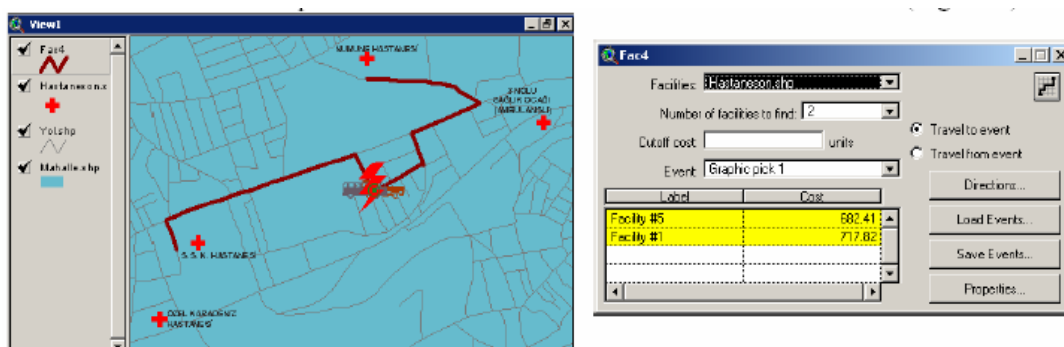 View1
Fac4
Hastaneson.s
Yol.shp
Mahalle.shp
NUMUNE HASTANESİ
SAĞLIK OCAĞI
(AMBULANSLI)
S. S. K. HASTANESİ
ÖZEL KARADENİZ
HASTANESİ
Fac4
Facilities: Hastaneson.shp
Number of facilities to find: 2
Cutoff cost: units
Event: Graphic pick 1
Travel to event
Travel from event
Label Cost
Facility #5 682.41
Facility #1 717.82
Directions...
Load Events...
Save Events...
Properties...